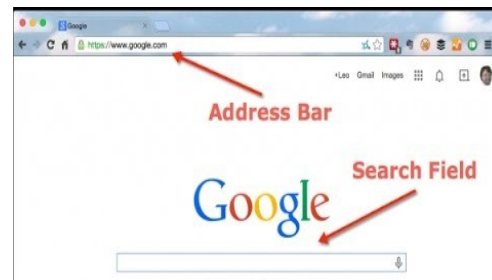 Google
https://www.google.com
+Leo Gmail Images
Address Bar
Search Field
Google